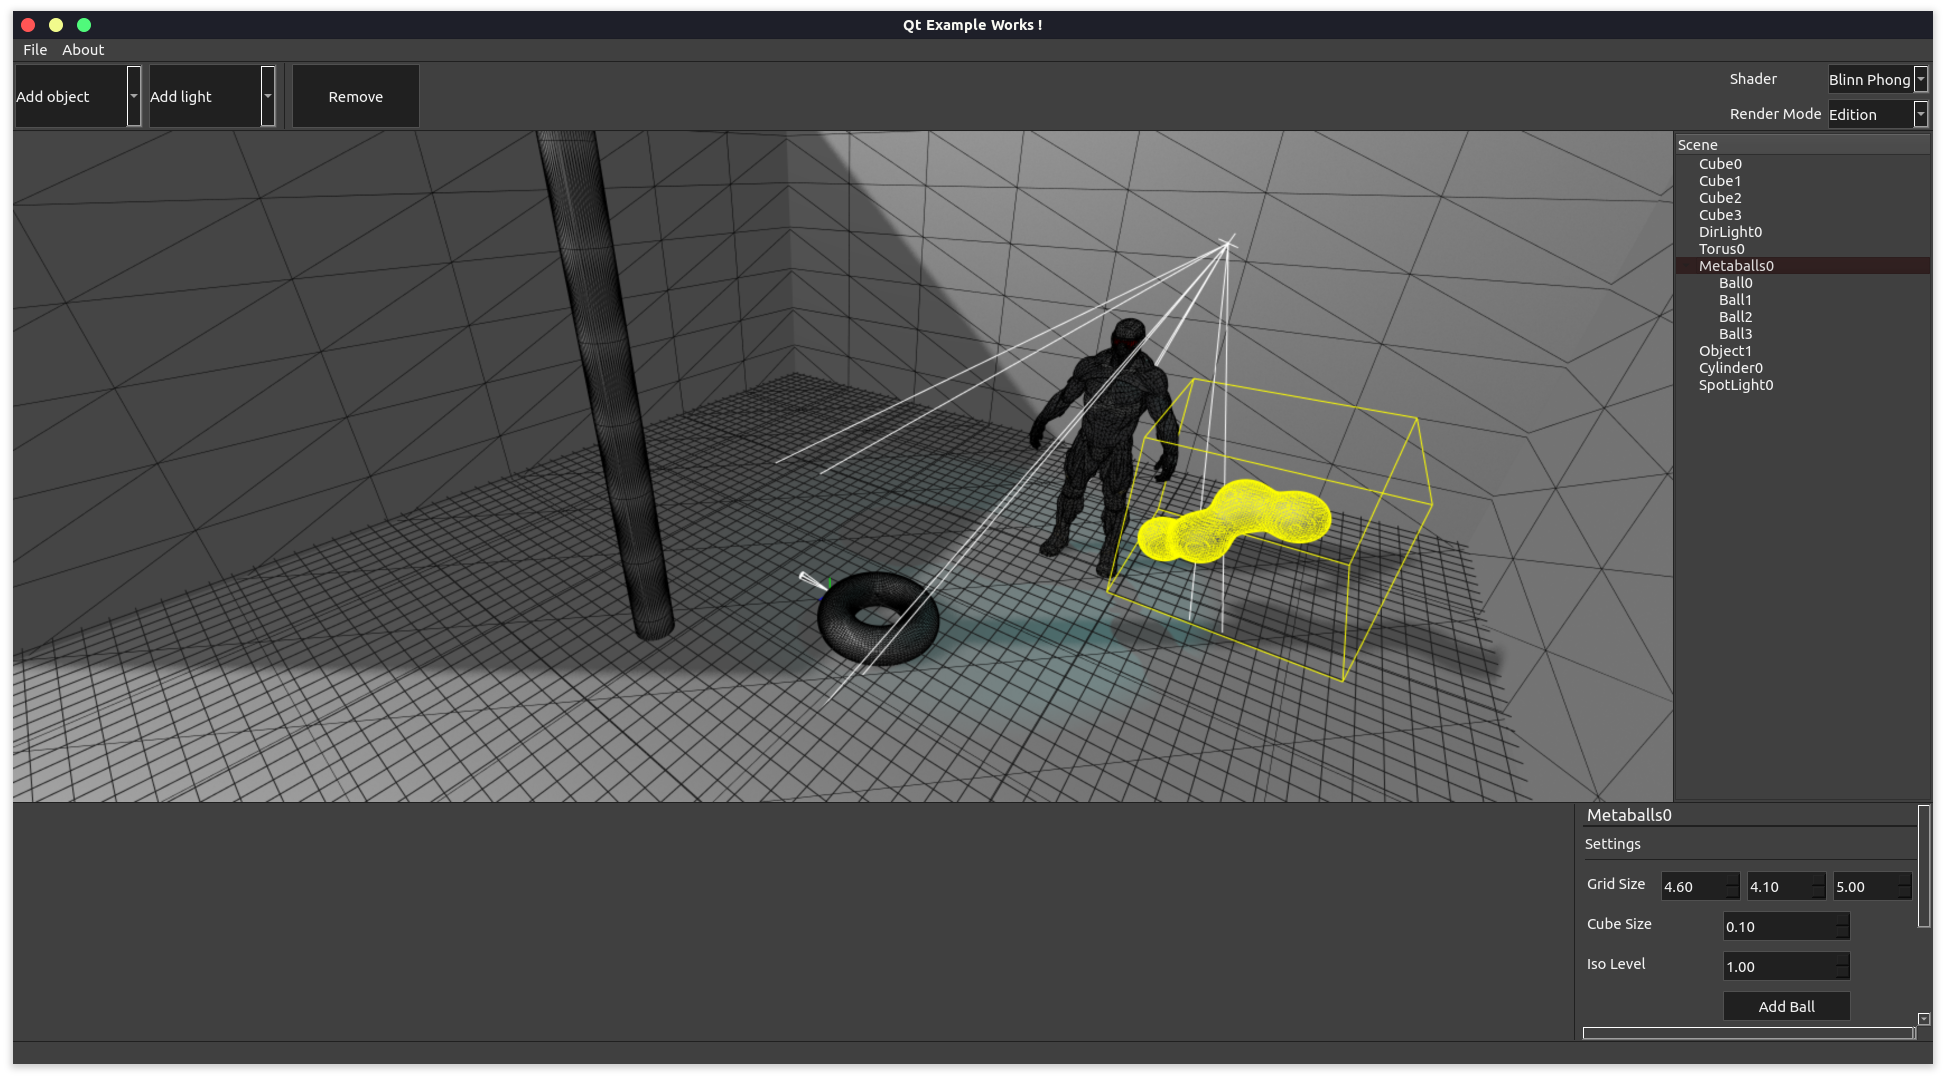 Qt Example Works !
File About
Add object Add light Remove
Shader Blinn Phong
Render Mode Edition
Scene
Cube0
Cube1
Cube2
Cube3
DirLight0
Torus0
Metaballs0
Ball0
Ball1
Ball2
Ball3
Object1
Cylinder0
SpotLight0
Metaballs0
Settings
Grid Size 4.60 4.10 5.00
Cube Size 0.10
Iso Level 1.00
Add Ball